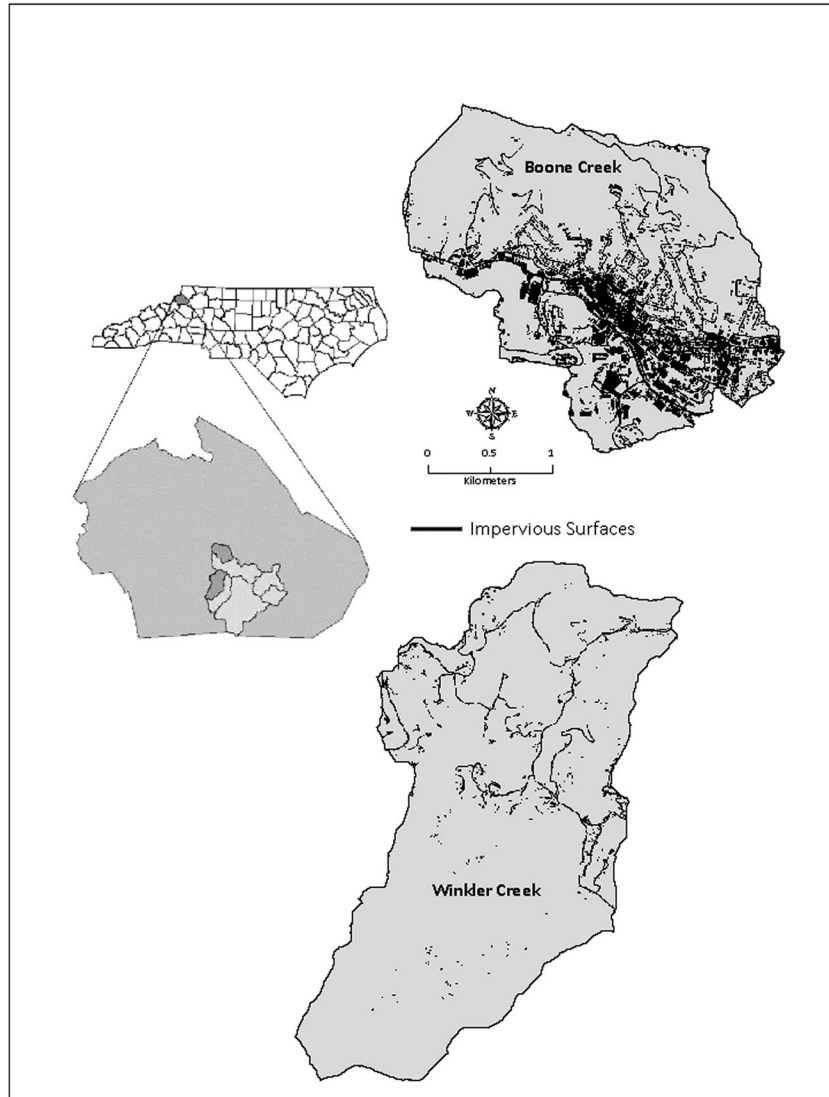 Boone Creek
N
W E
S
0 0.5 1
Kilometers
Impervious Surfaces
Winkler Creek